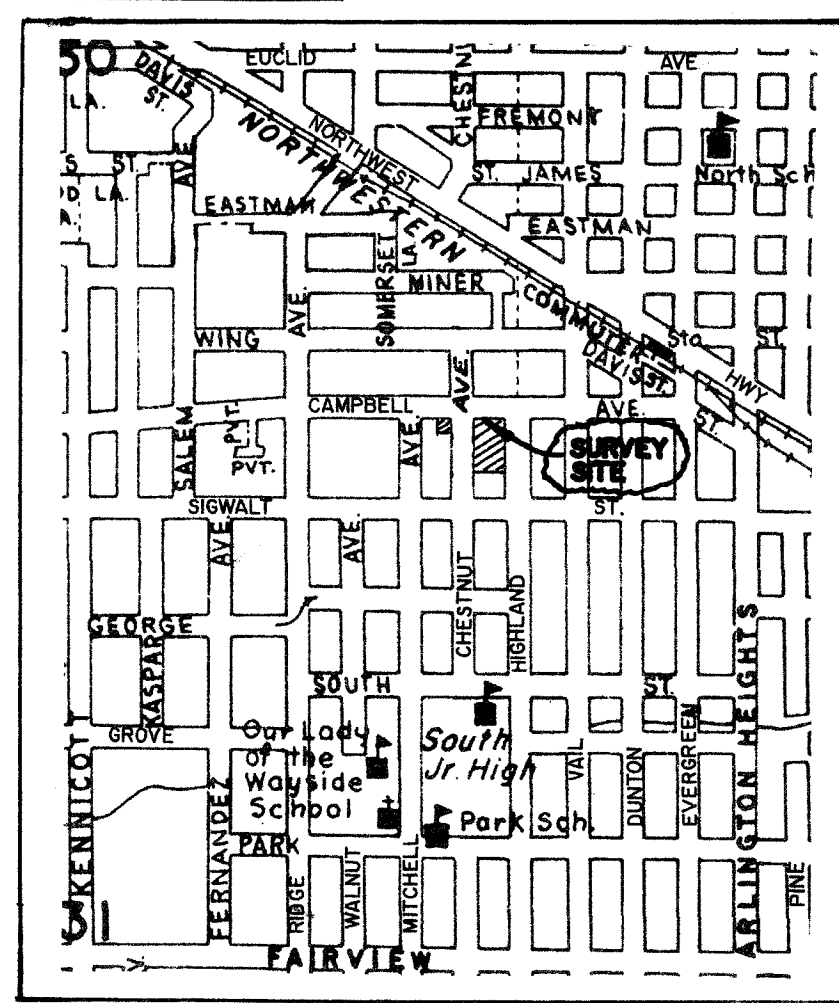 50
DAVIS
ST.
EUCLID
AVE.
LA.
NORTHWEST
NORTHWESTERN
FREMONT
ST.
AVE
ST. JAMES
North Sch
LA.
EASTMAN
EASTMAN
SOMERSET
LA.
MINER
AVE.
COMMUTER
Sta.
ST.
WING
DAVIS ST.
HWY
AVE.
CAMPBELL
AVE.
ST.
SALEM
PVT.
PVT.
AVE.
SURVEY
SITE
SIGWALT
ST.
AVE.
AVE.
CHESTNUT
HIGHLAND
GEORGE
KASPAR
SOUTH
ST.
ARLINGTON HEIGHTS
GROVE
Our Lady
of the
Wayside
School
South
Jr. High
VAIL
DUNTON
EVERGREEN
KENNICOTT
FERNANDEZ
Park Sch.
PARK
RIDGE
WALNUT
MITCHELL
PINE
FAIRVIEW